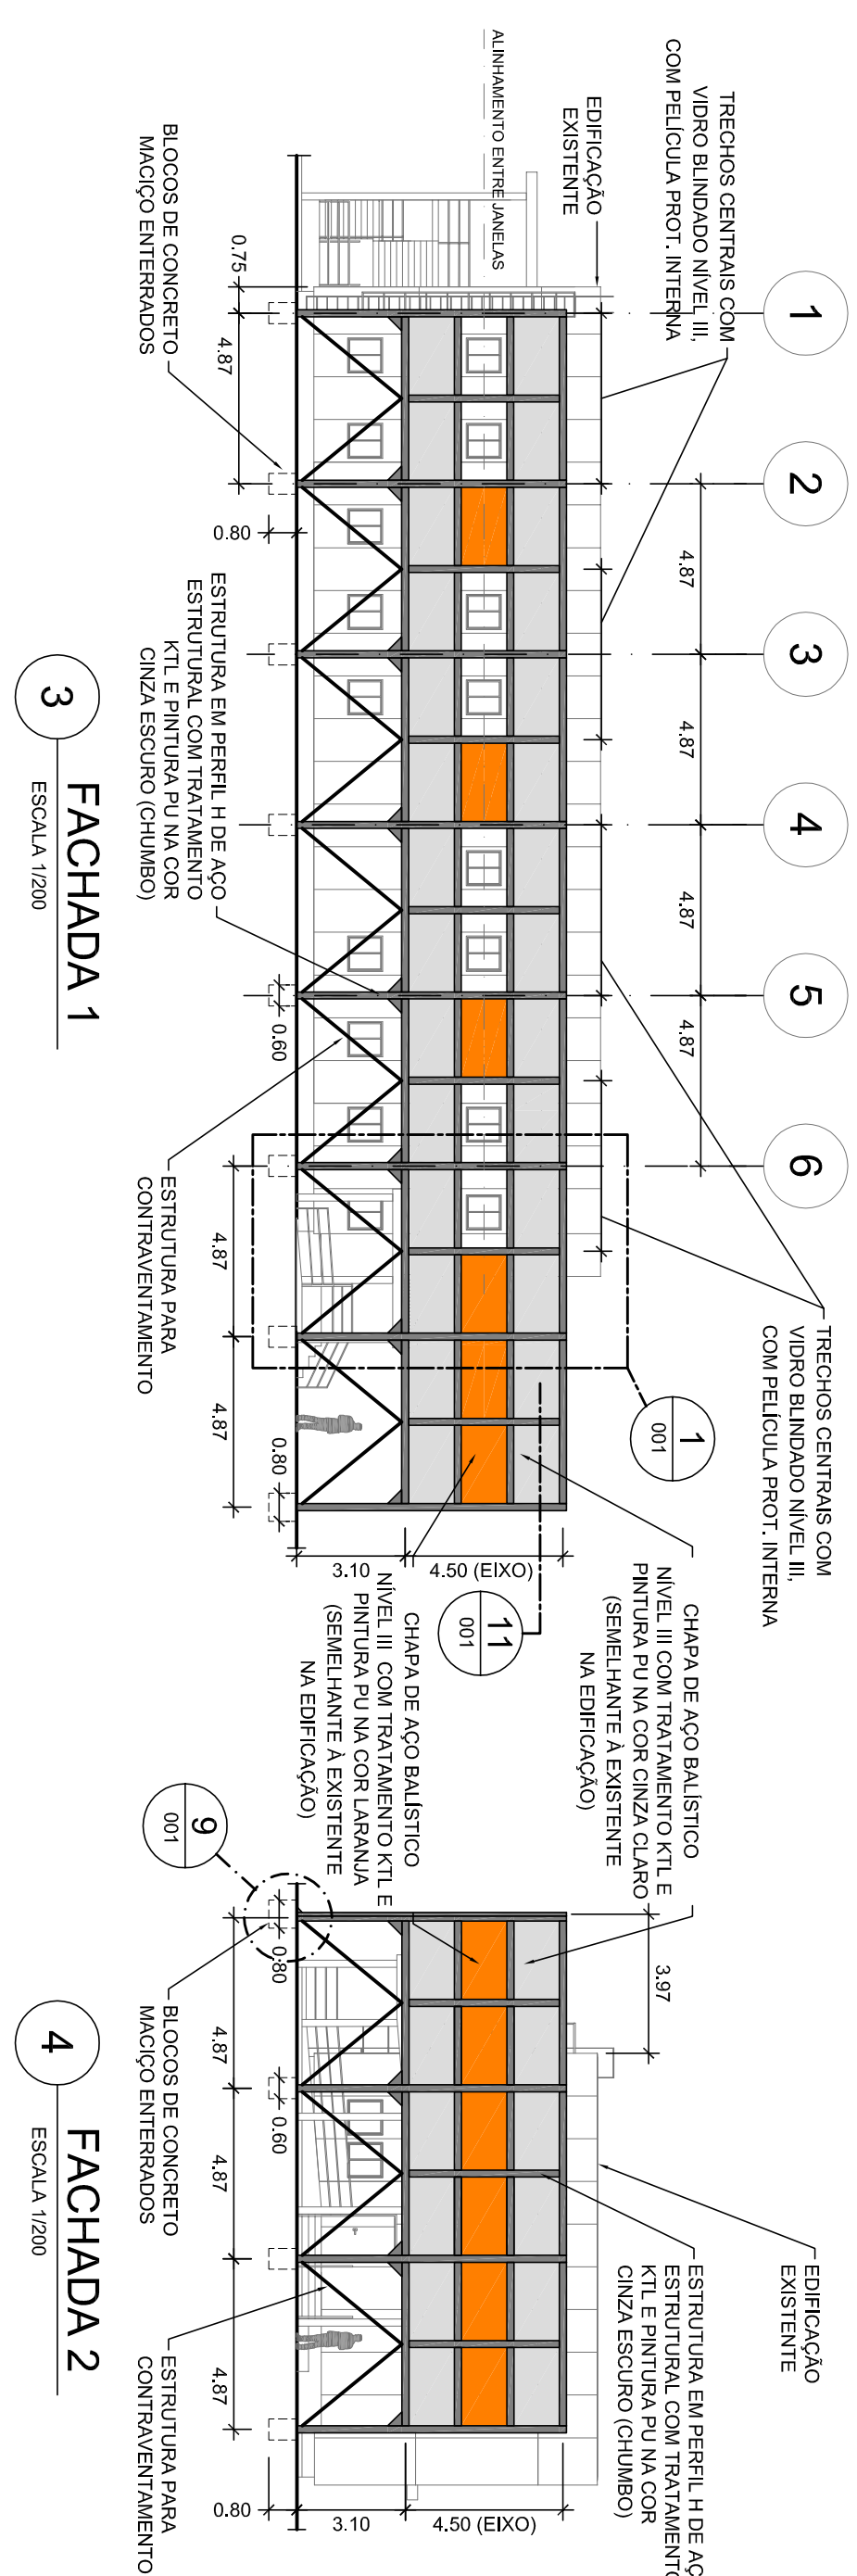 1
2
3
4
5
6
TRECHOS CENTRAIS COM
VIDRO BLINDADO NÍVEL III,
COM PELÍCULA PROT. INTERNA
EDIFICAÇÃO
EXISTENTE
ALINHAMENTO ENTRE JANELAS
4.87
4.87
4.87
4.87
TRECHOS CENTRAIS COM
VIDRO BLINDADO NÍVEL III,
COM PELÍCULA PROT. INTERNA
1
001
11
001
CHAPA DE AÇO BALÍSTICO
NÍVEL III COM TRATAMENTO KTL E
PINTURA PU NA COR CINZA CLARO
(SEMELHANTE À EXISTENTE
NA EDIFICAÇÃO)
4.50 (EIXO)
3.10
CHAPA DE AÇO BALÍSTICO
NÍVEL III COM TRATAMENTO KTL E
PINTURA PU NA COR LARANJA
(SEMELHANTE À EXISTENTE
NA EDIFICAÇÃO)
0.75
4.87
0.80
0.60
4.87
4.87
0.80
BLOCOS DE CONCRETO
MACIÇO ENTERRADOS
ESTRUTURA EM PERFIL H DE AÇO
ESTRUTURAL COM TRATAMENTO
KTL E PINTURA PU NA COR
CINZA ESCURO (CHUMBO)
ESTRUTURA PARA
CONTRAVENTAMENTO
3
FACHADA 1
ESCALA 1/200
3.97
EDIFICAÇÃO
EXISTENTE
ESTRUTURA EM PERFIL H DE AÇ
ESTRUTURAL COM TRATAMENTO
KTL E PINTURA PU NA COR
CINZA ESCURO (CHUMBO)
9
001
0.80
0.60
4.87
4.87
4.87
4.50 (EIXO)
3.10
0.80
BLOCOS DE CONCRETO
MACIÇO ENTERRADOS
ESTRUTURA PARA
CONTRAVENTAMENTO
4
FACHADA 2
ESCALA 1/200